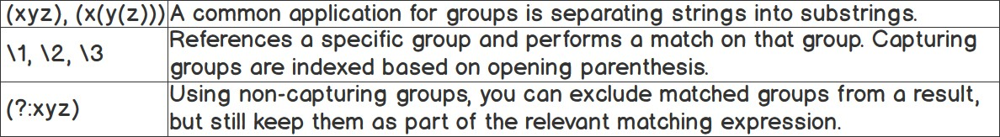 (xyz), (x(y(z))) A common application for groups is separating strings into substrings.
\1, \2, \3 References a specific group and performs a match on that group. Capturing
groups are indexed based on opening parenthesis.
(?:xyz) Using non-capturing groups, you can exclude matched groups from a result,
but still keep them as part of the relevant matching expression.